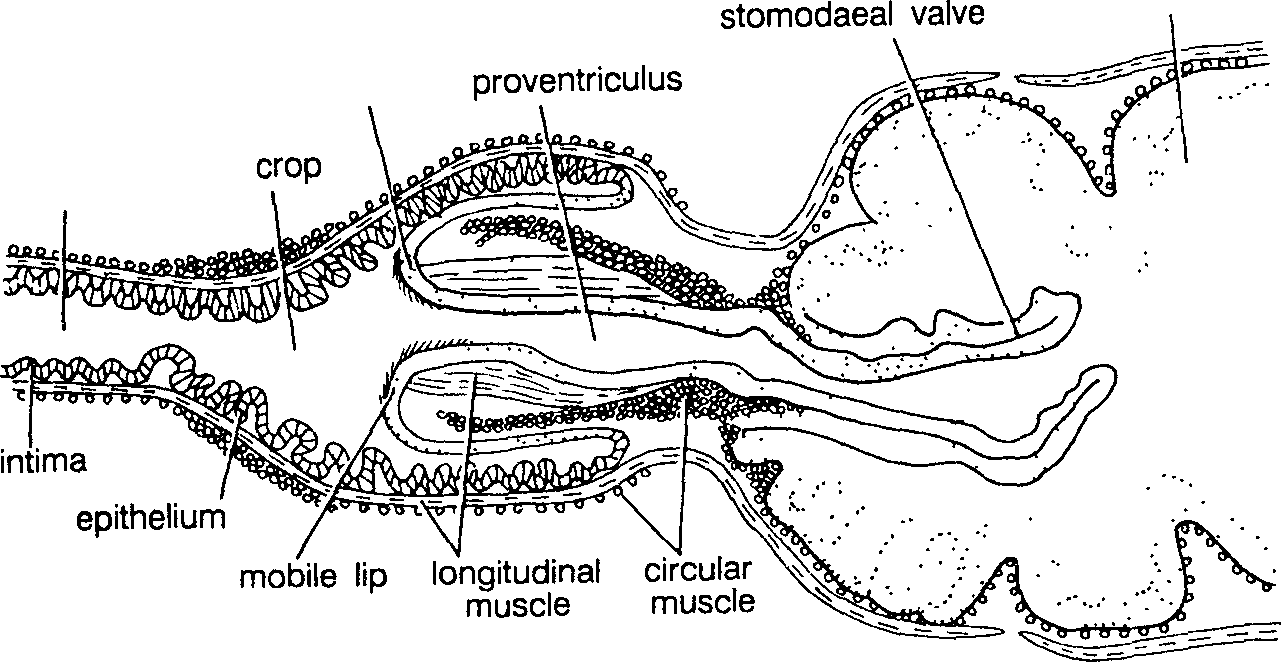 stomodaeal valve
proventriculus
crop
intima
epithelium
mobile lip
longitudinal
muscle
circular
muscle